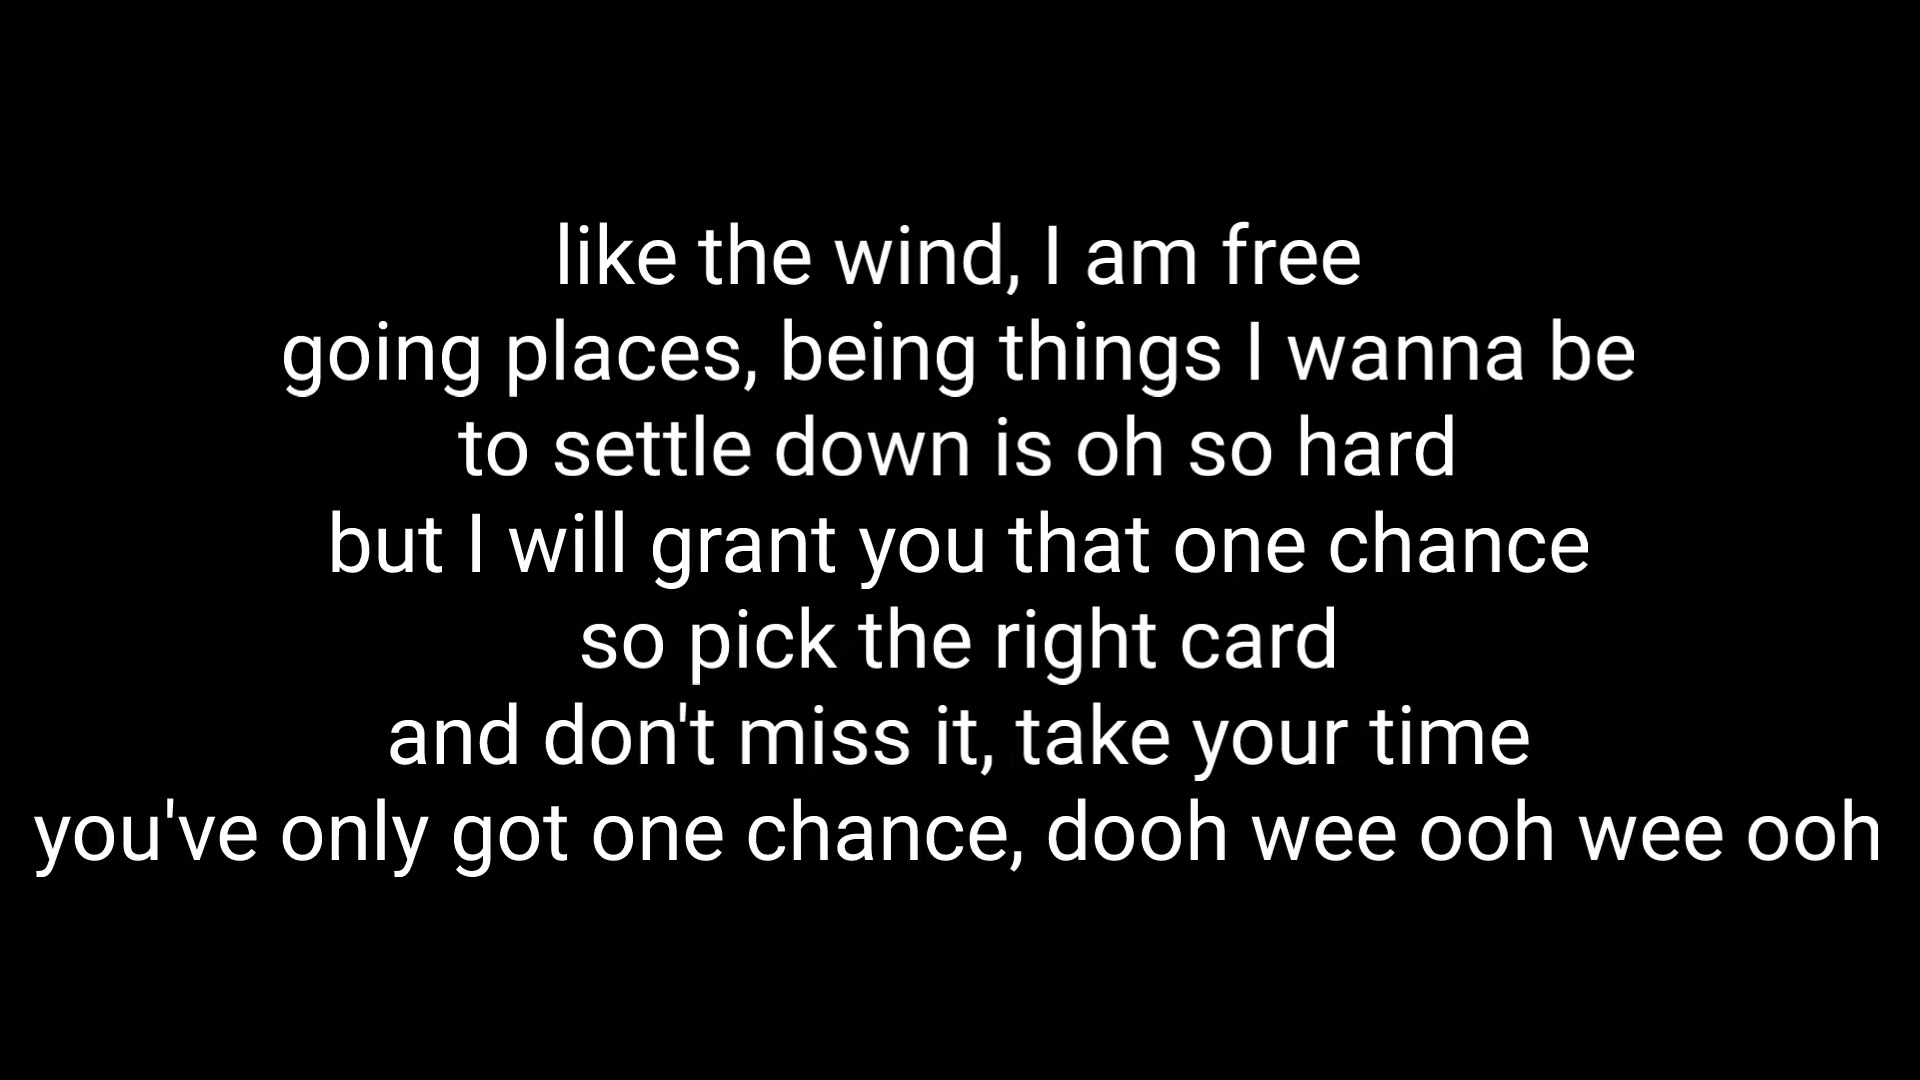 like the wind, I am free
going places, being things I wanna be
to settle down is oh so hard
but I will grant you that one chance
so pick the right card
and don't miss it, take your time
you've only got one chance, dooh wee ooh wee ooh